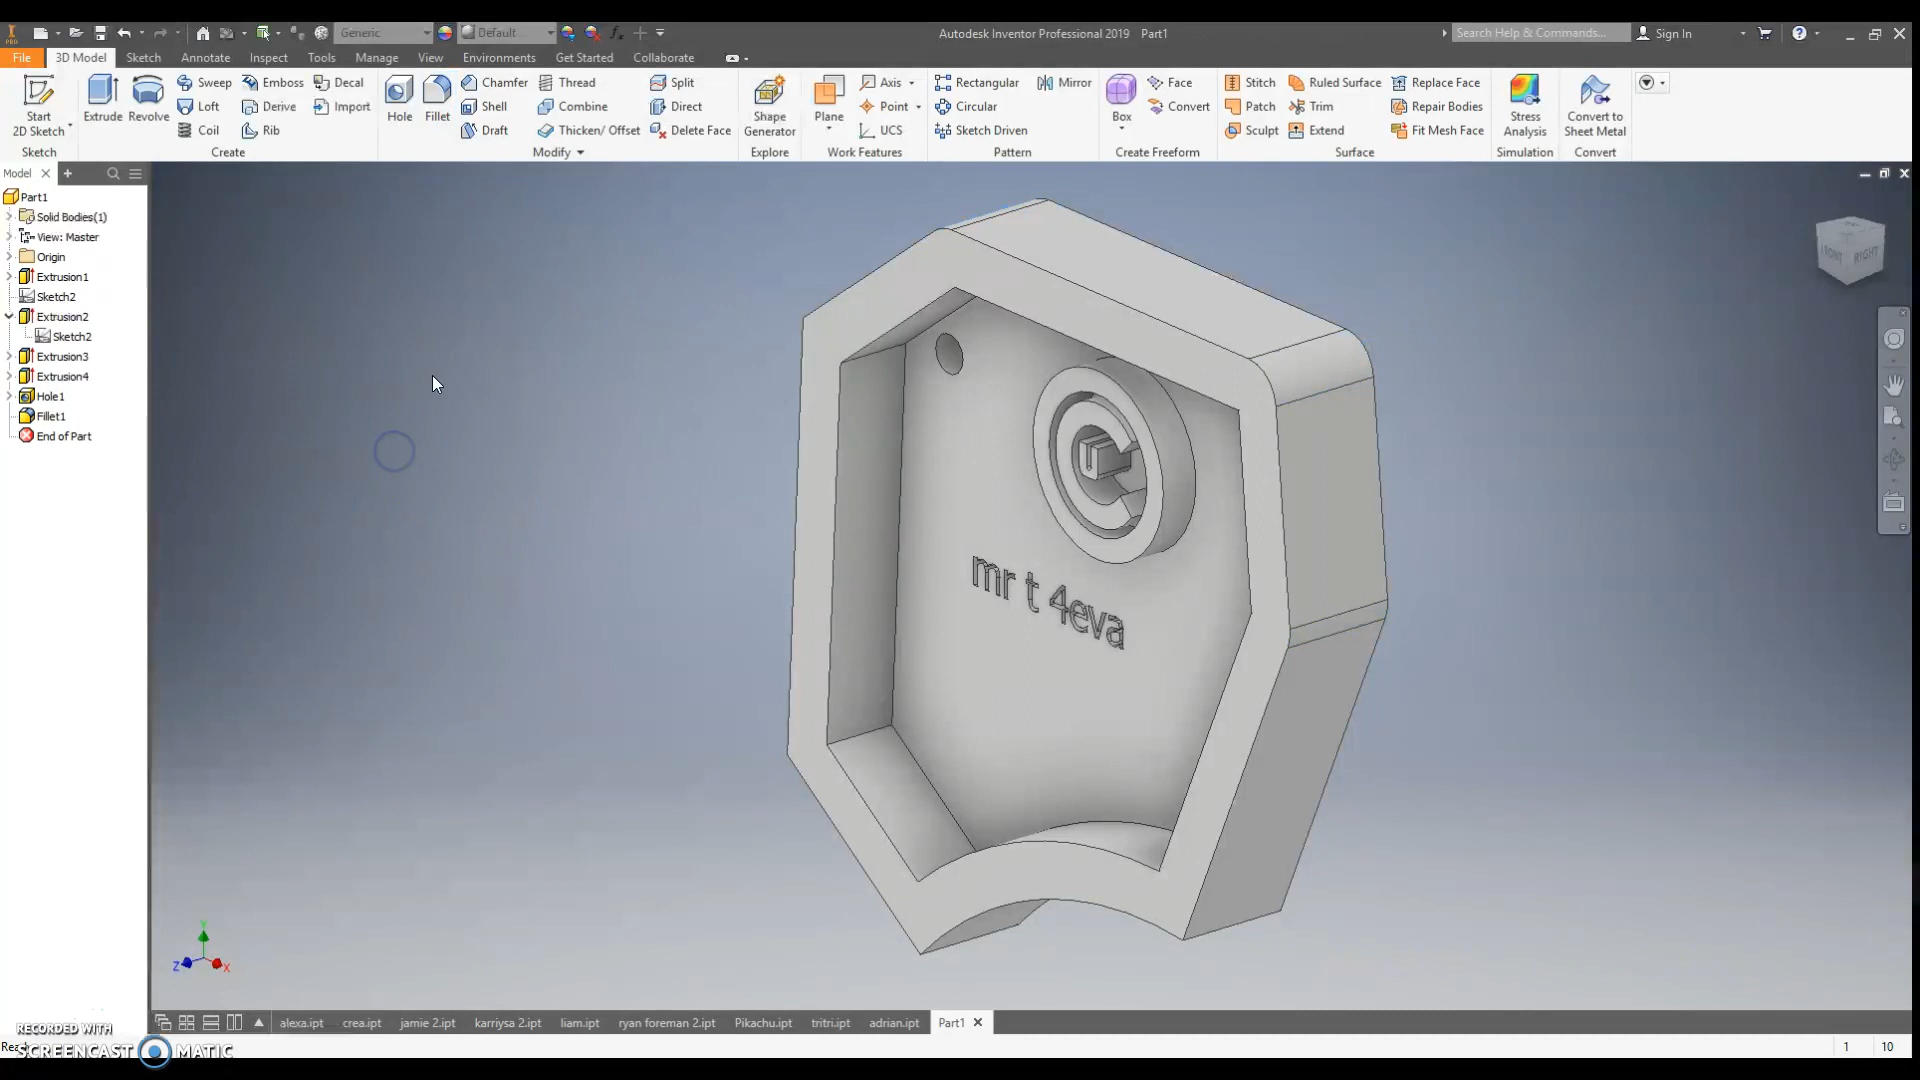 Generic
Default
Autodesk Inventor Professional 2019 Part1
Search Help & Commands...
Sign In
File 3D Model Sketch Annotate Inspect Tools Manage View Environments Get Started Collaborate
Start
2D Sketch
Sketch
Extrude Revolve
Sweep Emboss Decal
Loft Derive Import
Coil Rib
Create
Hole Fillet
Chamfer Thread Split
Shell Combine Direct
Draft Thicken/ Offset Delete Face
Modify
Shape
Generator
Explore
Plane
Axis
Point
UCS
Work Features
Rectangular Mirror
Circular
Sketch Driven
Pattern
Box
Face
Convert
Create Freeform
Stitch Ruled Surface Replace Face
Patch Trim Repair Bodies
Sculpt Extend Fit Mesh Face
Surface
Stress
Analysis
Simulation
Convert to
Sheet Metal
Convert
Model
Part1
Solid Bodies(1)
View: Master
Origin
Extrusion1
Sketch2
Extrusion2
Sketch2
Extrusion3
Extrusion4
Hole1
Fillet1
End of Part
FRONT RIGHT
mr t 4eva
Y
Z X
alexa.ipt crea.ipt jamie 2.ipt karriysa 2.ipt liam.ipt ryan foreman 2.ipt Pikachu.ipt tritri.ipt adrian.ipt Part1
RECORDED WITH
SCREENCAST MATIC
1 10